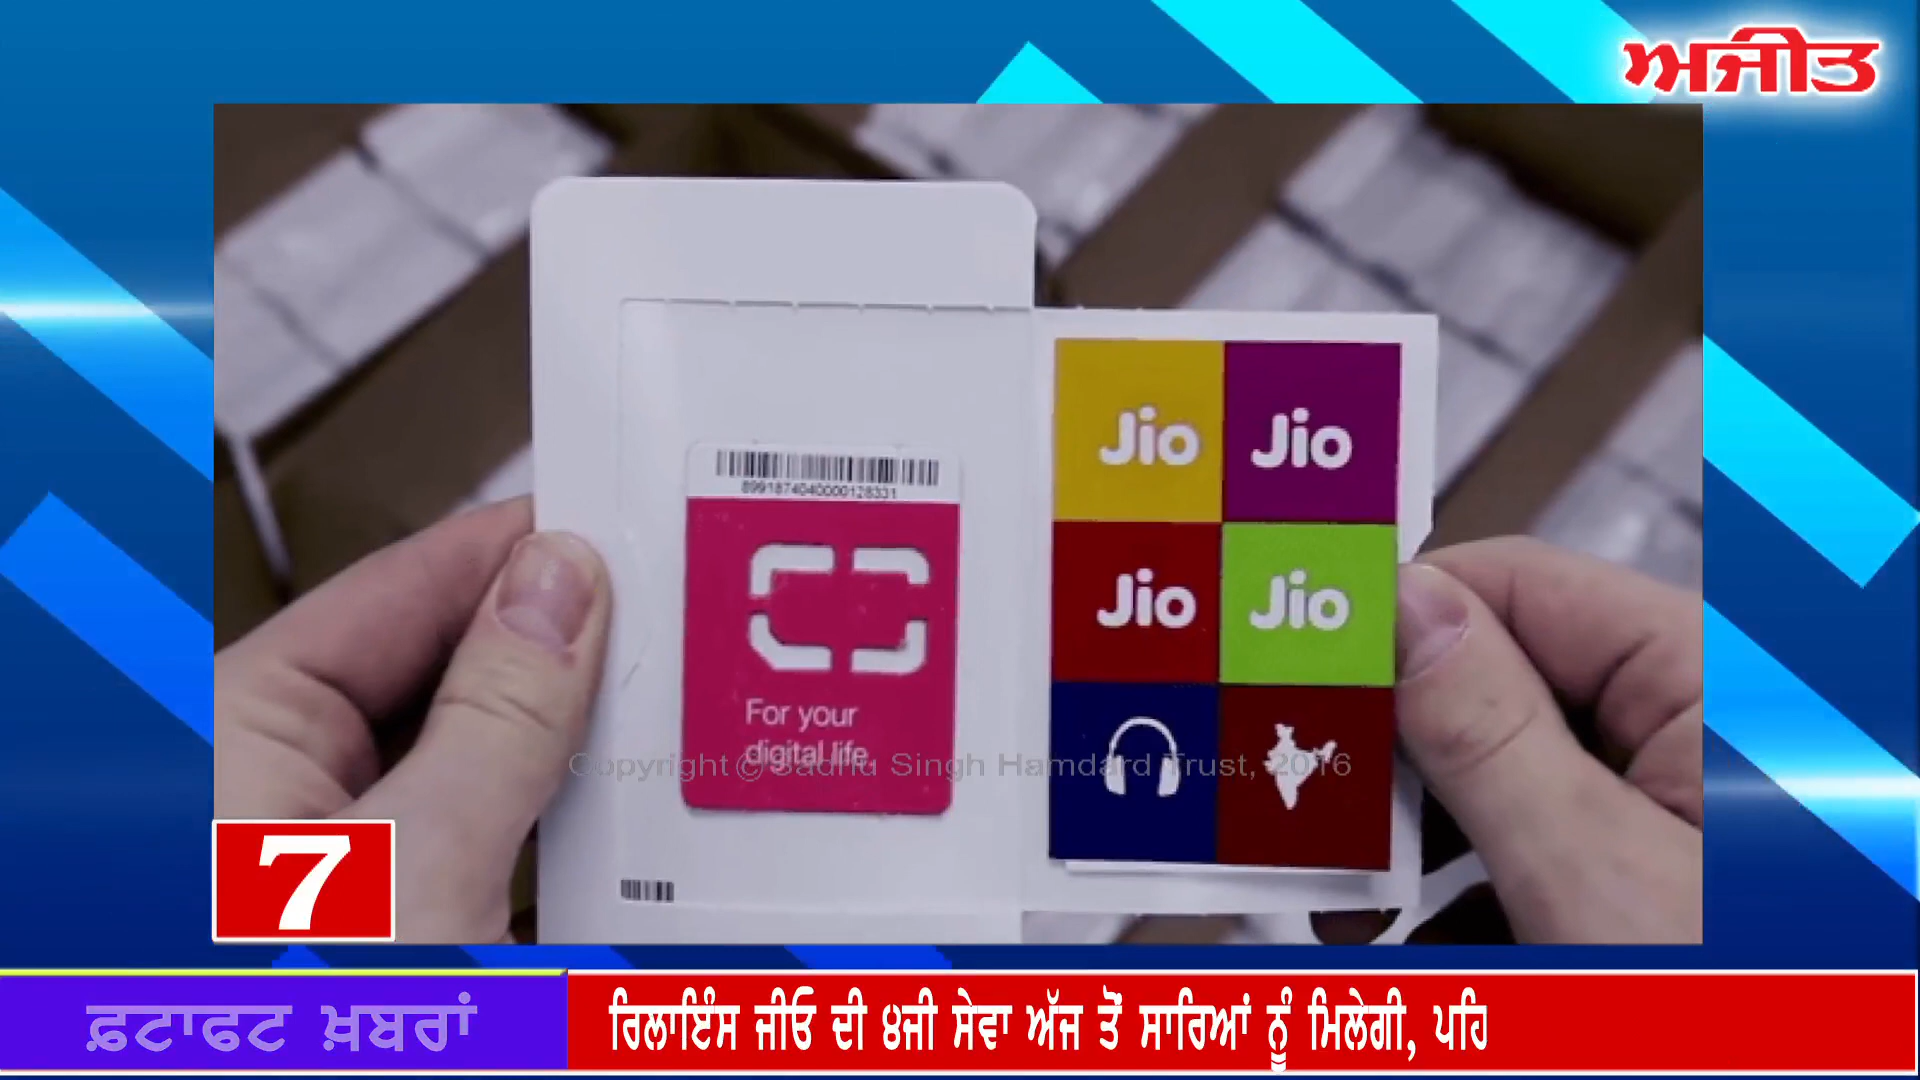 ਅਜੀਤ
8991874040000128331
For your
digital life.
Jio Jio
Jio Jio
Copyright © Sadhu Singh Hamdard Trust, 2016
7
ਫ਼ਟਾਫਟ ਖ਼ਬਰਾਂ
ਰਿਲਾਇੰਸ ਜੀਓ ਦੀ 4ਜੀ ਸੇਵਾ ਅੱਜ ਤੋਂ ਸਾਰਿਆਂ ਨੂੰ ਮਿਲੇਗੀ, ਪਹਿ